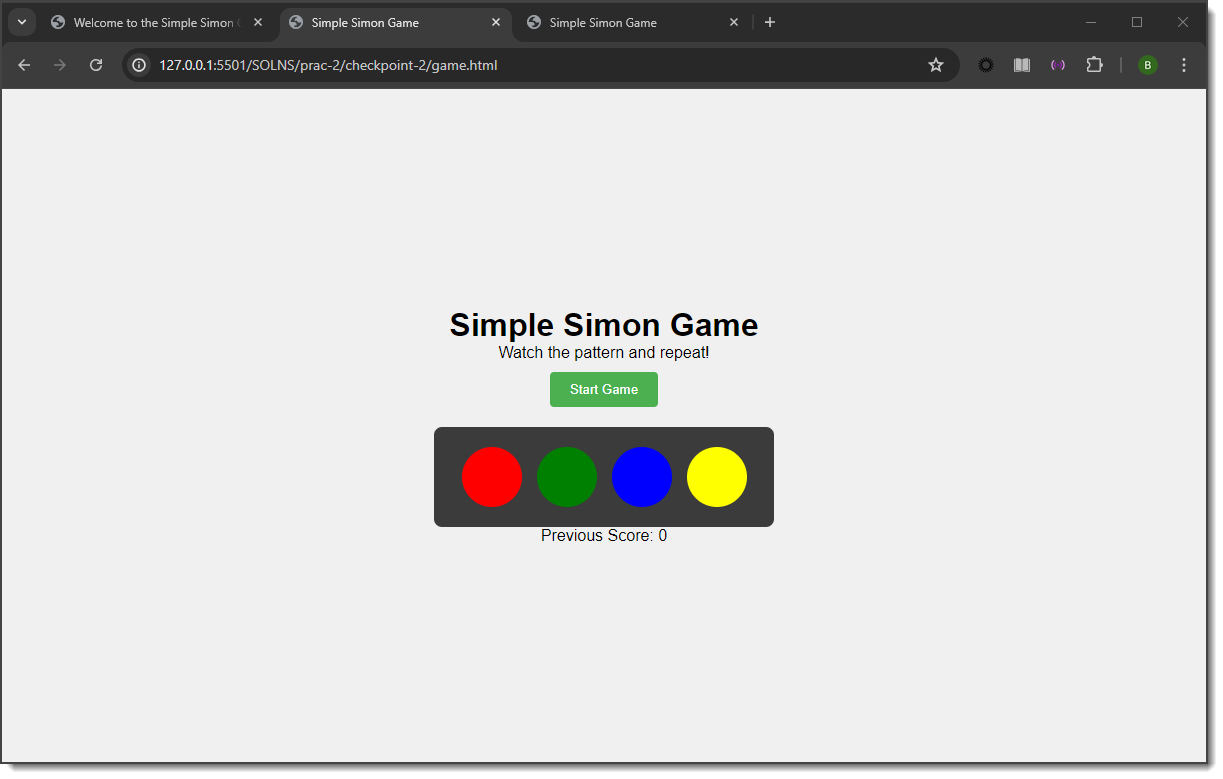 Welcome to the Simple Simon
Simple Simon Game
Simple Simon Game
127.0.0.1:5501/SOLNS/prac-2/checkpoint-2/game.html
B
Simple Simon Game
Watch the pattern and repeat!
Start Game
Previous Score: 0